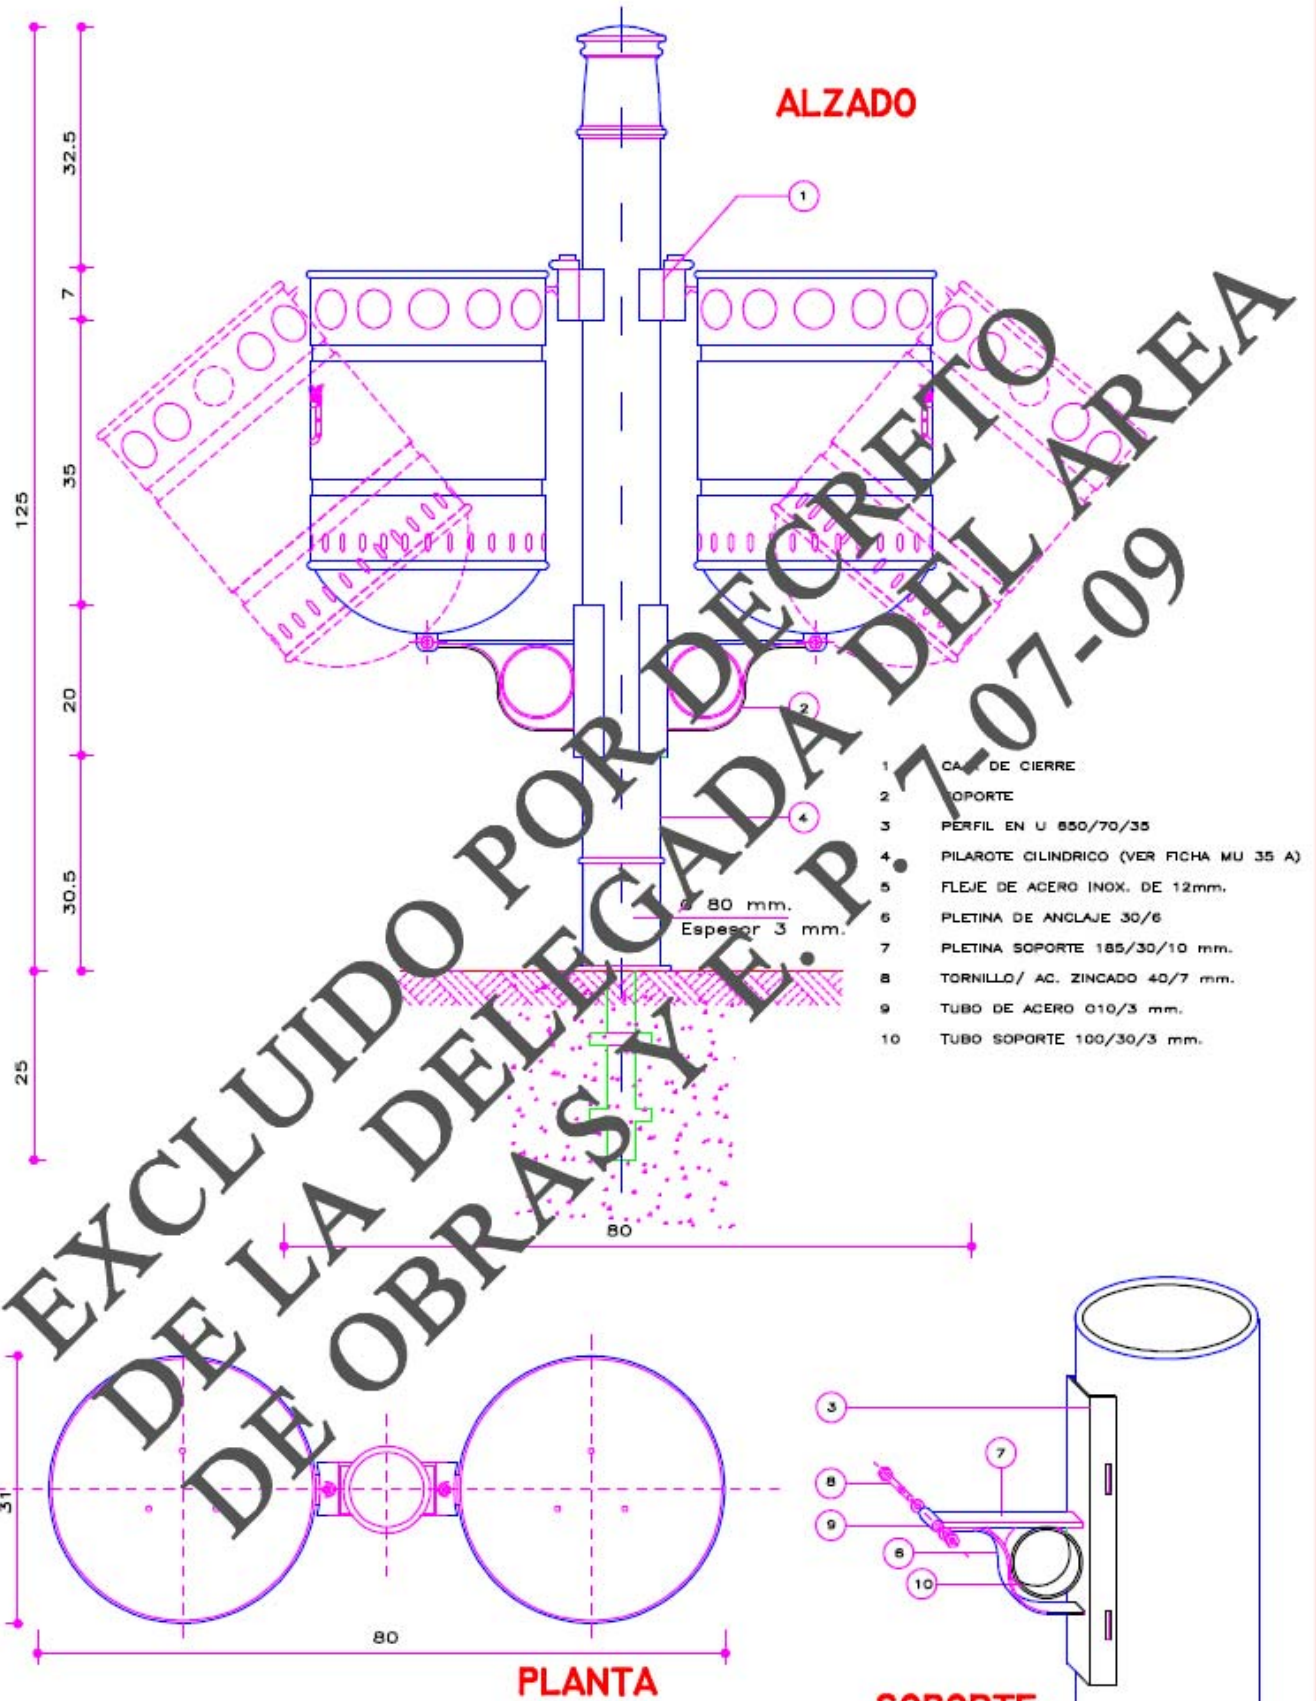 ALZADO
32.5
1
7
35
125
20
2
1 DE CIERRE
2 SOPORTE
3 PERFIL EN U 650/70/35
4
4 PILAROTE CILINDRICO (VER FICHA MU 35 A)
5 FLEJE DE ACERO INOX. DE 12mm.
30.5
80 mm.
6 PLETINA DE ANCLAJE 30/6
Espesor 3 mm.
7 PLETINA SOPORTE 185/30/10 mm.
8 TORNILLO/ AC. ZINCADO 40/7 mm.
9 TUBO DE ACERO 010/3 mm.
10 TUBO SOPORTE 100/30/3 mm.
25
80
EXCLUIDO POR DECRETO
DE LA DELEGADA DEL AREA
DE OBRAS Y E. P. 7-07-09
3
7
8
31
9
6
10
80
PLANTA
SOPORTE